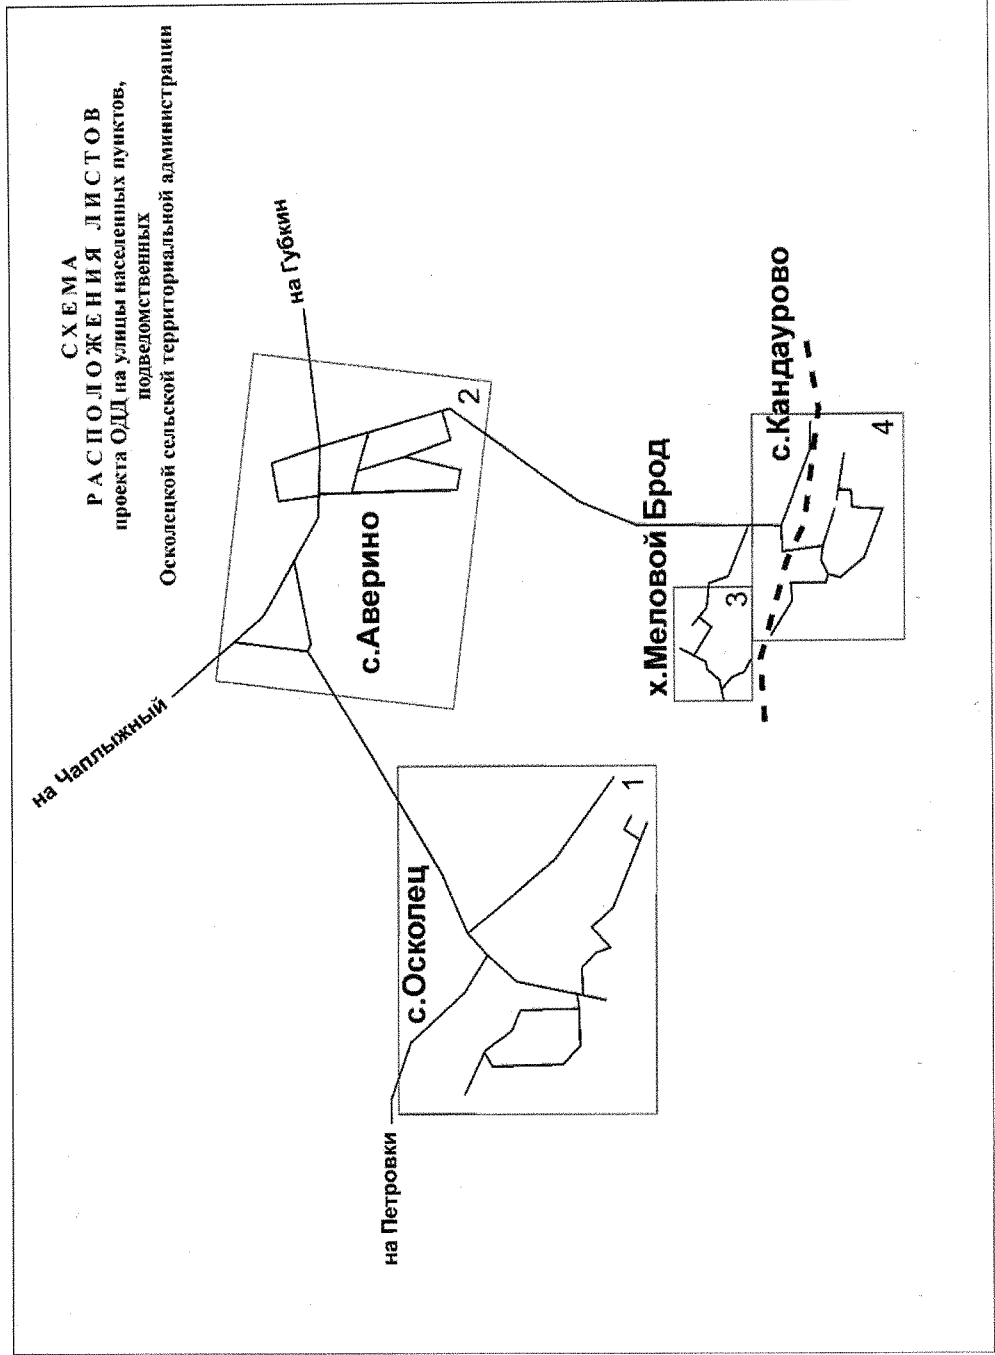 СХЕМА
РАСПОЛОЖЕНИЯ ЛИСТОВ
проекта ОДД на улицы населенных пунктов,
подведомственных
Осколецкой сельской территориальной администрации
на Чаплыжный
на Губкин
с.Аверино
2
на Петровки
с.Осколец
1
х.Меловой Брод
3
с.Кандаурово
4